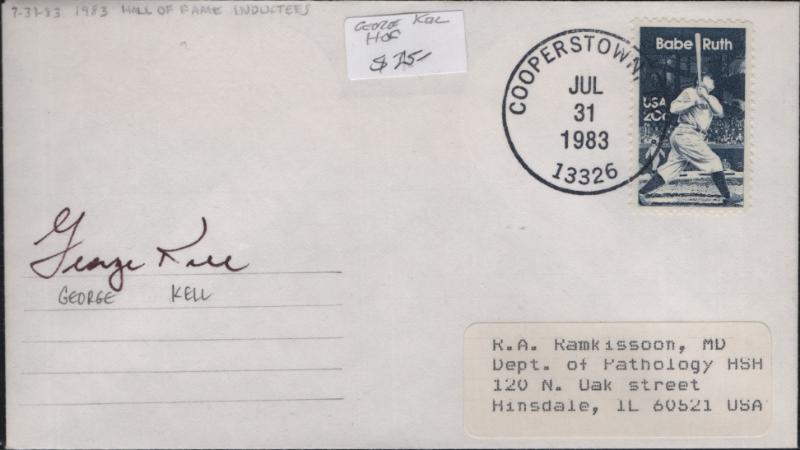 7-31-83 1983 HALL OF FAME INDUCTEES
GEORGE KELL
HOF
$25-
COOPERSTOWN,
JUL
31
1983
13326
Babe Ruth
USA
20c
George Kell
GEORGE KELL
R.A. Ramkissoon, MD
Dept. of Pathology HSH
120 N. Oak street
Hinsdale, IL 60521 USA